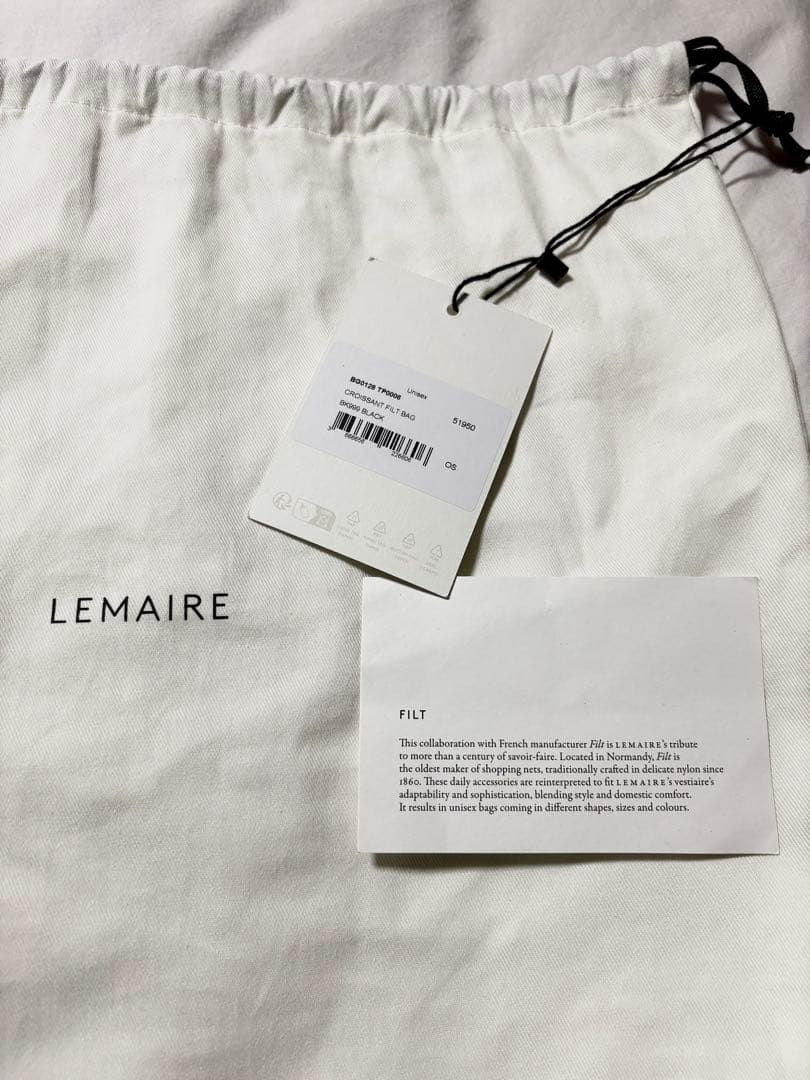 BG0128 TP0006 Unisex
CROISSANT FILT BAG 51950
BK999 BLACK
OS
LEMAIRE
FILT
This collaboration with French manufacturer Filt is LEMAIRE's tribute
to more than a century of savoir-faire. Located in Normandy, Filt is
the oldest maker of shopping nets, traditionally crafted in delicate nylon since
1860. These daily accessories are reinterpreted to fit LEMAIRE's vestiaire's
adaptability and sophistication, blending style and domestic comfort.
It results in unisex bags coming in different shapes, sizes and colours.